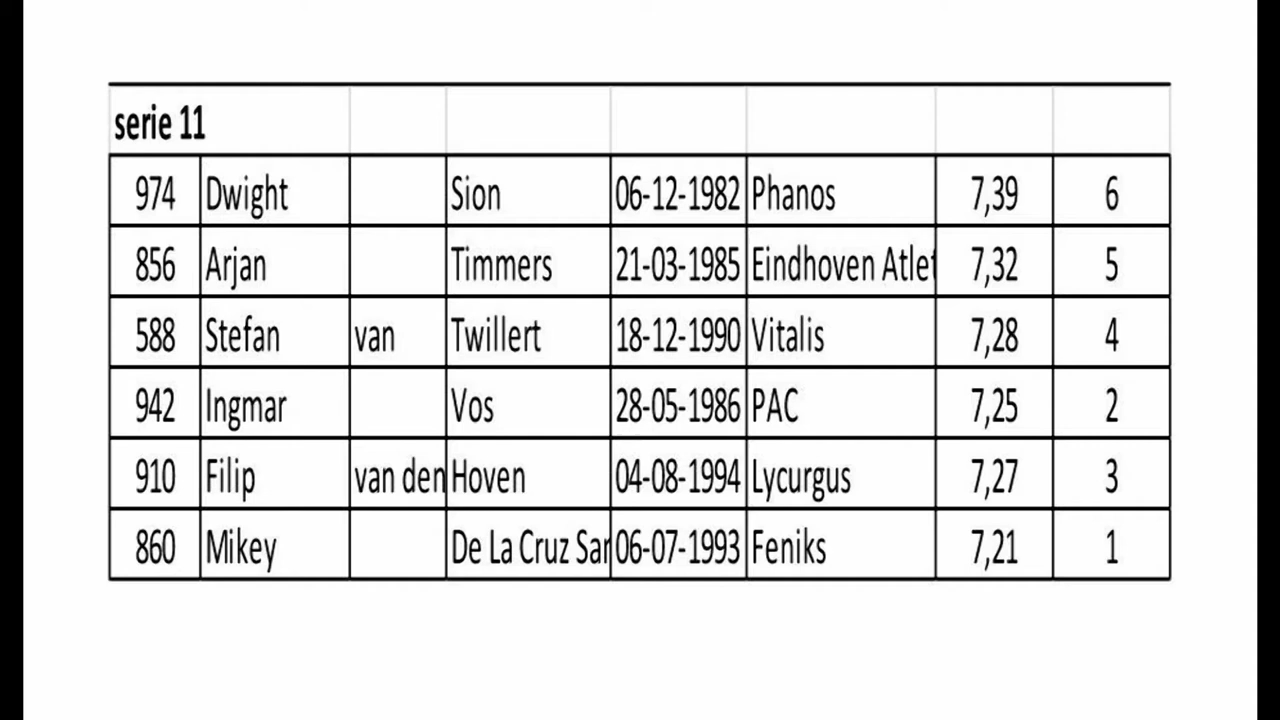 serie 11
974 Dwight Sion 06-12-1982 Phanos 7,39 6
856 Arjan Timmers 21-03-1985 Eindhoven Atlet 7,32 5
588 Stefan van Twillert 18-12-1990 Vitalis 7,28 4
942 Ingmar Vos 28-05-1986 PAC 7,25 2
910 Filip van den Hoven 04-08-1994 Lycurgus 7,27 3
860 Mikey De La Cruz San 06-07-1993 Feniks 7,21 1